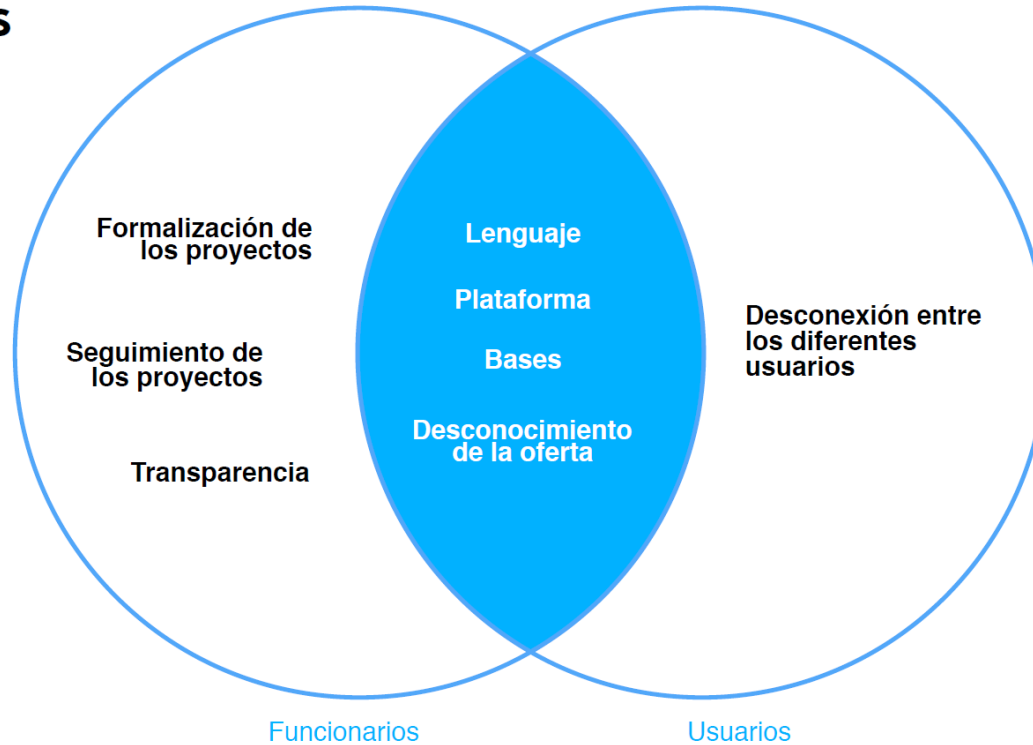 Formalización de
los proyectos
Seguimiento de
los proyectos
Transparencia
Lenguaje
Plataforma
Bases
Desconocimiento
de la oferta
Desconexión entre
los diferentes
usuarios
Funcionarios
Usuarios